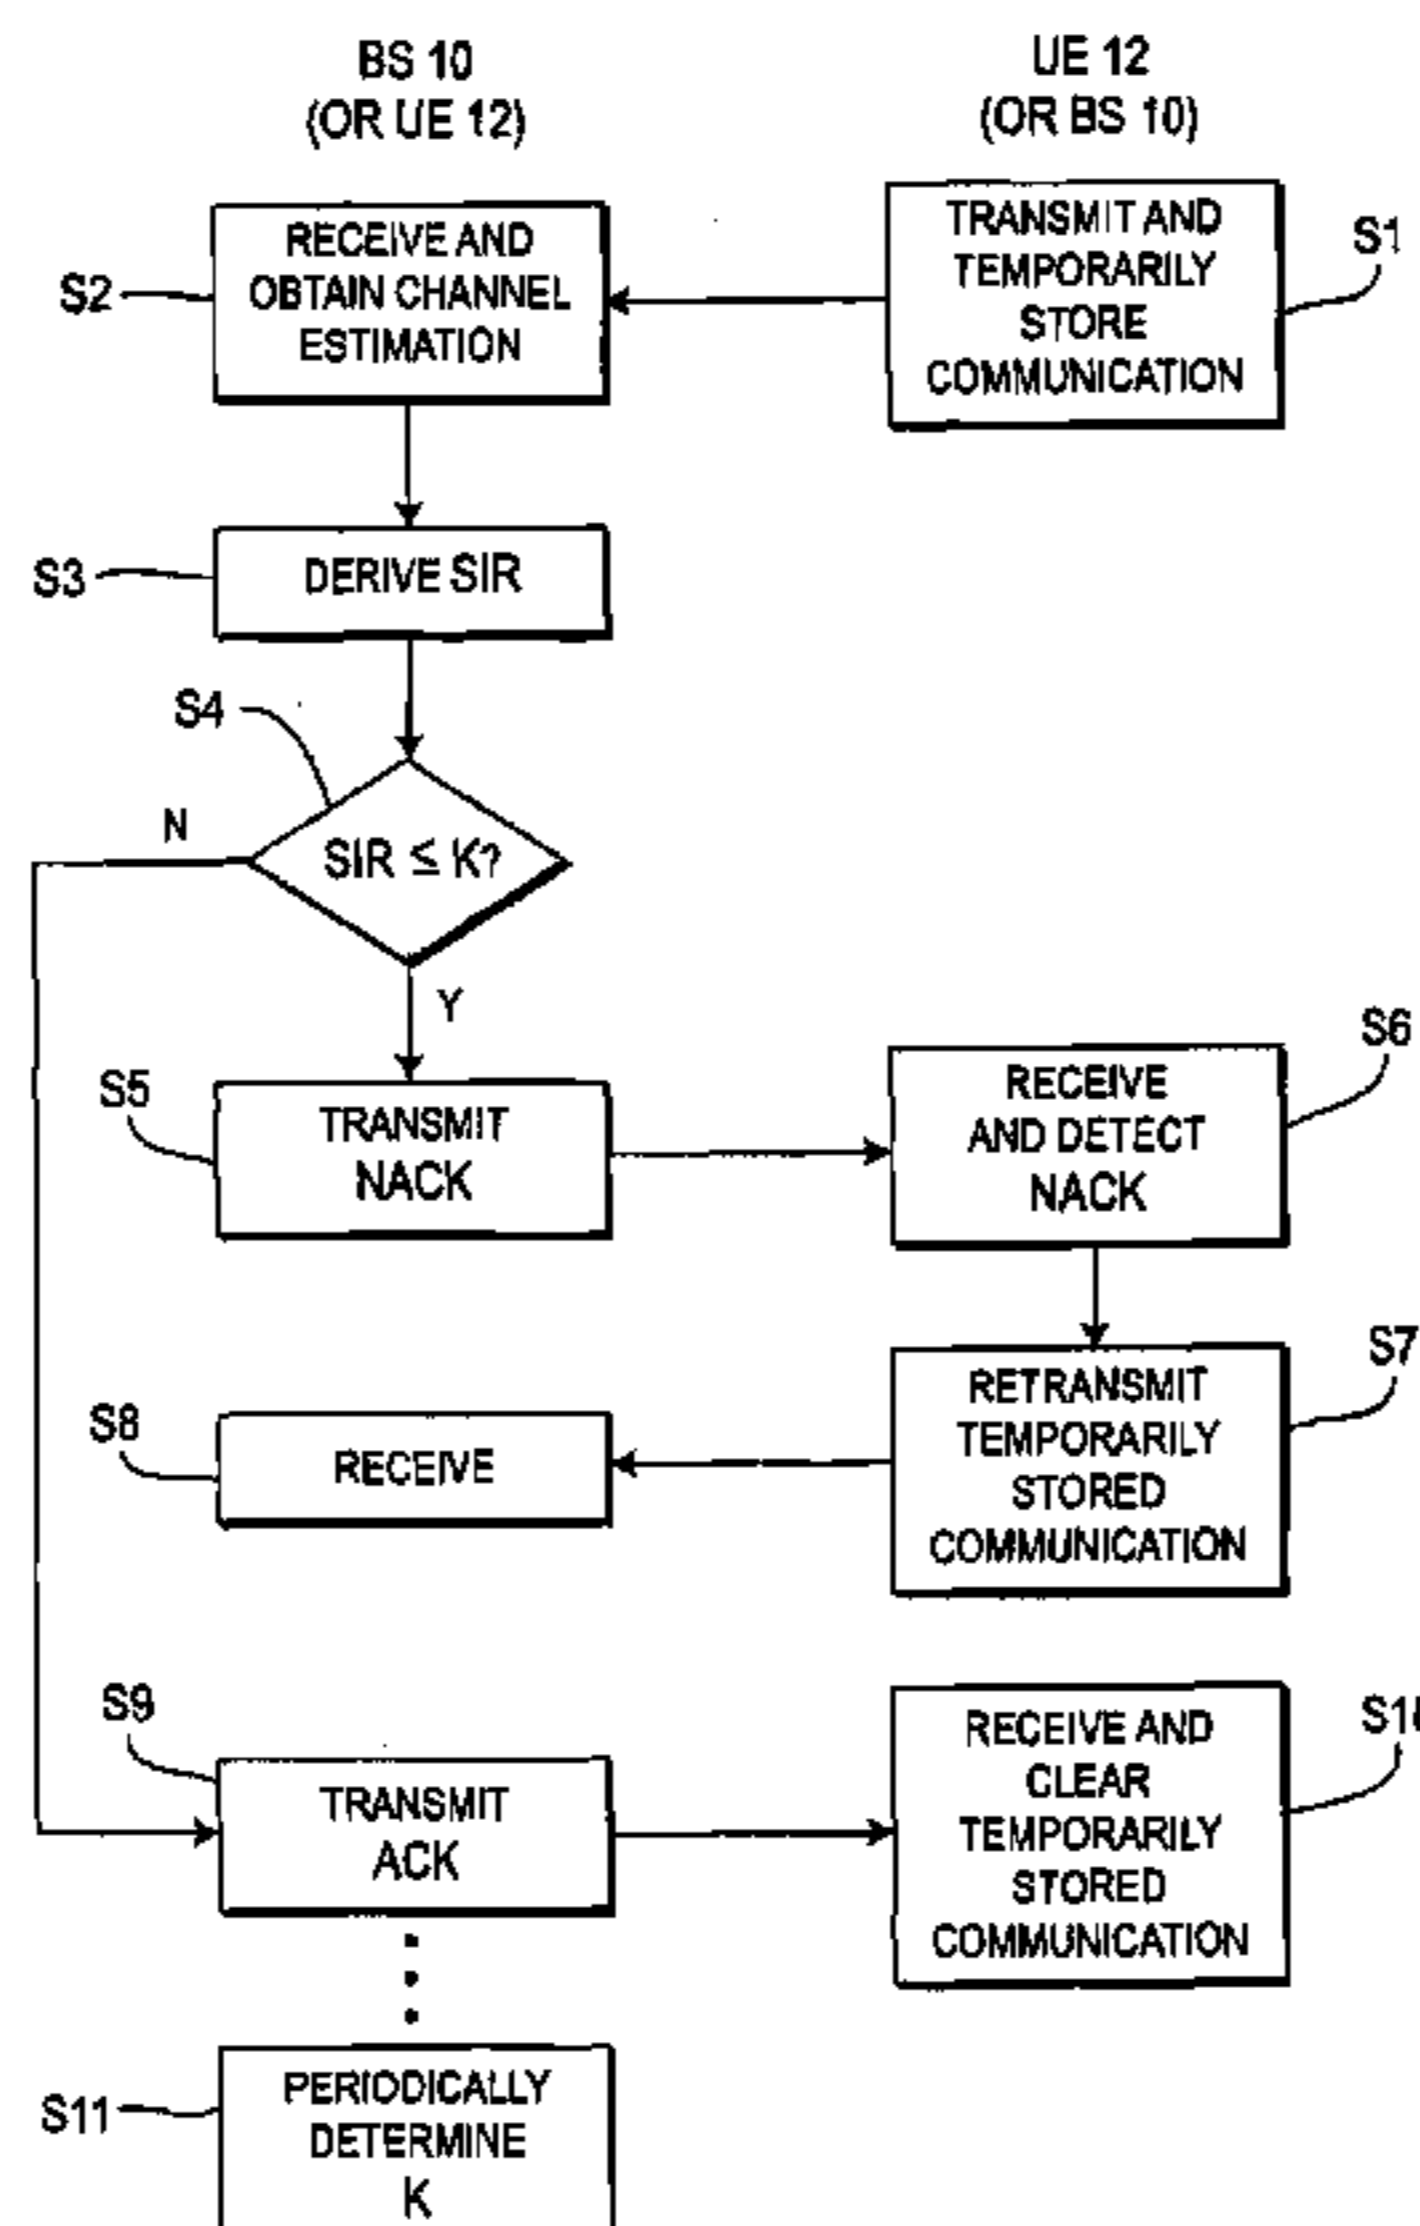 BS 10
(OR UE 12)
UE 12
(OR BS 10)
TRANSMIT AND
TEMPORARILY
STORE
COMMUNICATION
S1
S2
RECEIVE AND
OBTAIN CHANNEL
ESTIMATION
S3
DERIVE SIR
S4
SIR ≤ K?
N
Y
S5
TRANSMIT
NACK
S6
RECEIVE
AND DETECT
NACK
S7
RETRANSMIT
TEMPORARILY
STORED
COMMUNICATION
S8
RECEIVE
S9
TRANSMIT
ACK
RECEIVE AND
CLEAR
TEMPORARILY
STORED
COMMUNICATION
S11
PERIODICALLY
DETERMINE
K